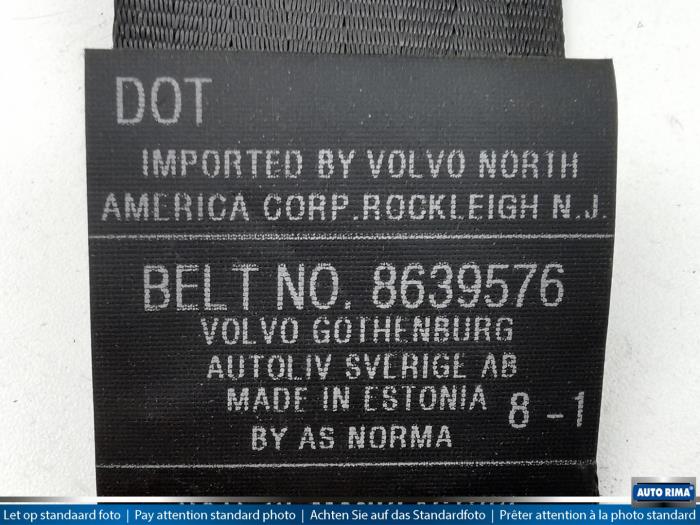 DOT
IMPORTED BY VOLVO NORTH
AMERICA CORP.ROCKLEIGH N.J.
BELT NO. 8639576
VOLVO GOTHENBURG
AUTOLIV SVERIGE AB
MADE IN ESTONIA 8 -1
BY AS NORMA
AUTO RIMA
Let op standaard foto | Pay attention standard photo | Achten Sie auf das Standardfoto | Prêter attention à la photo standard